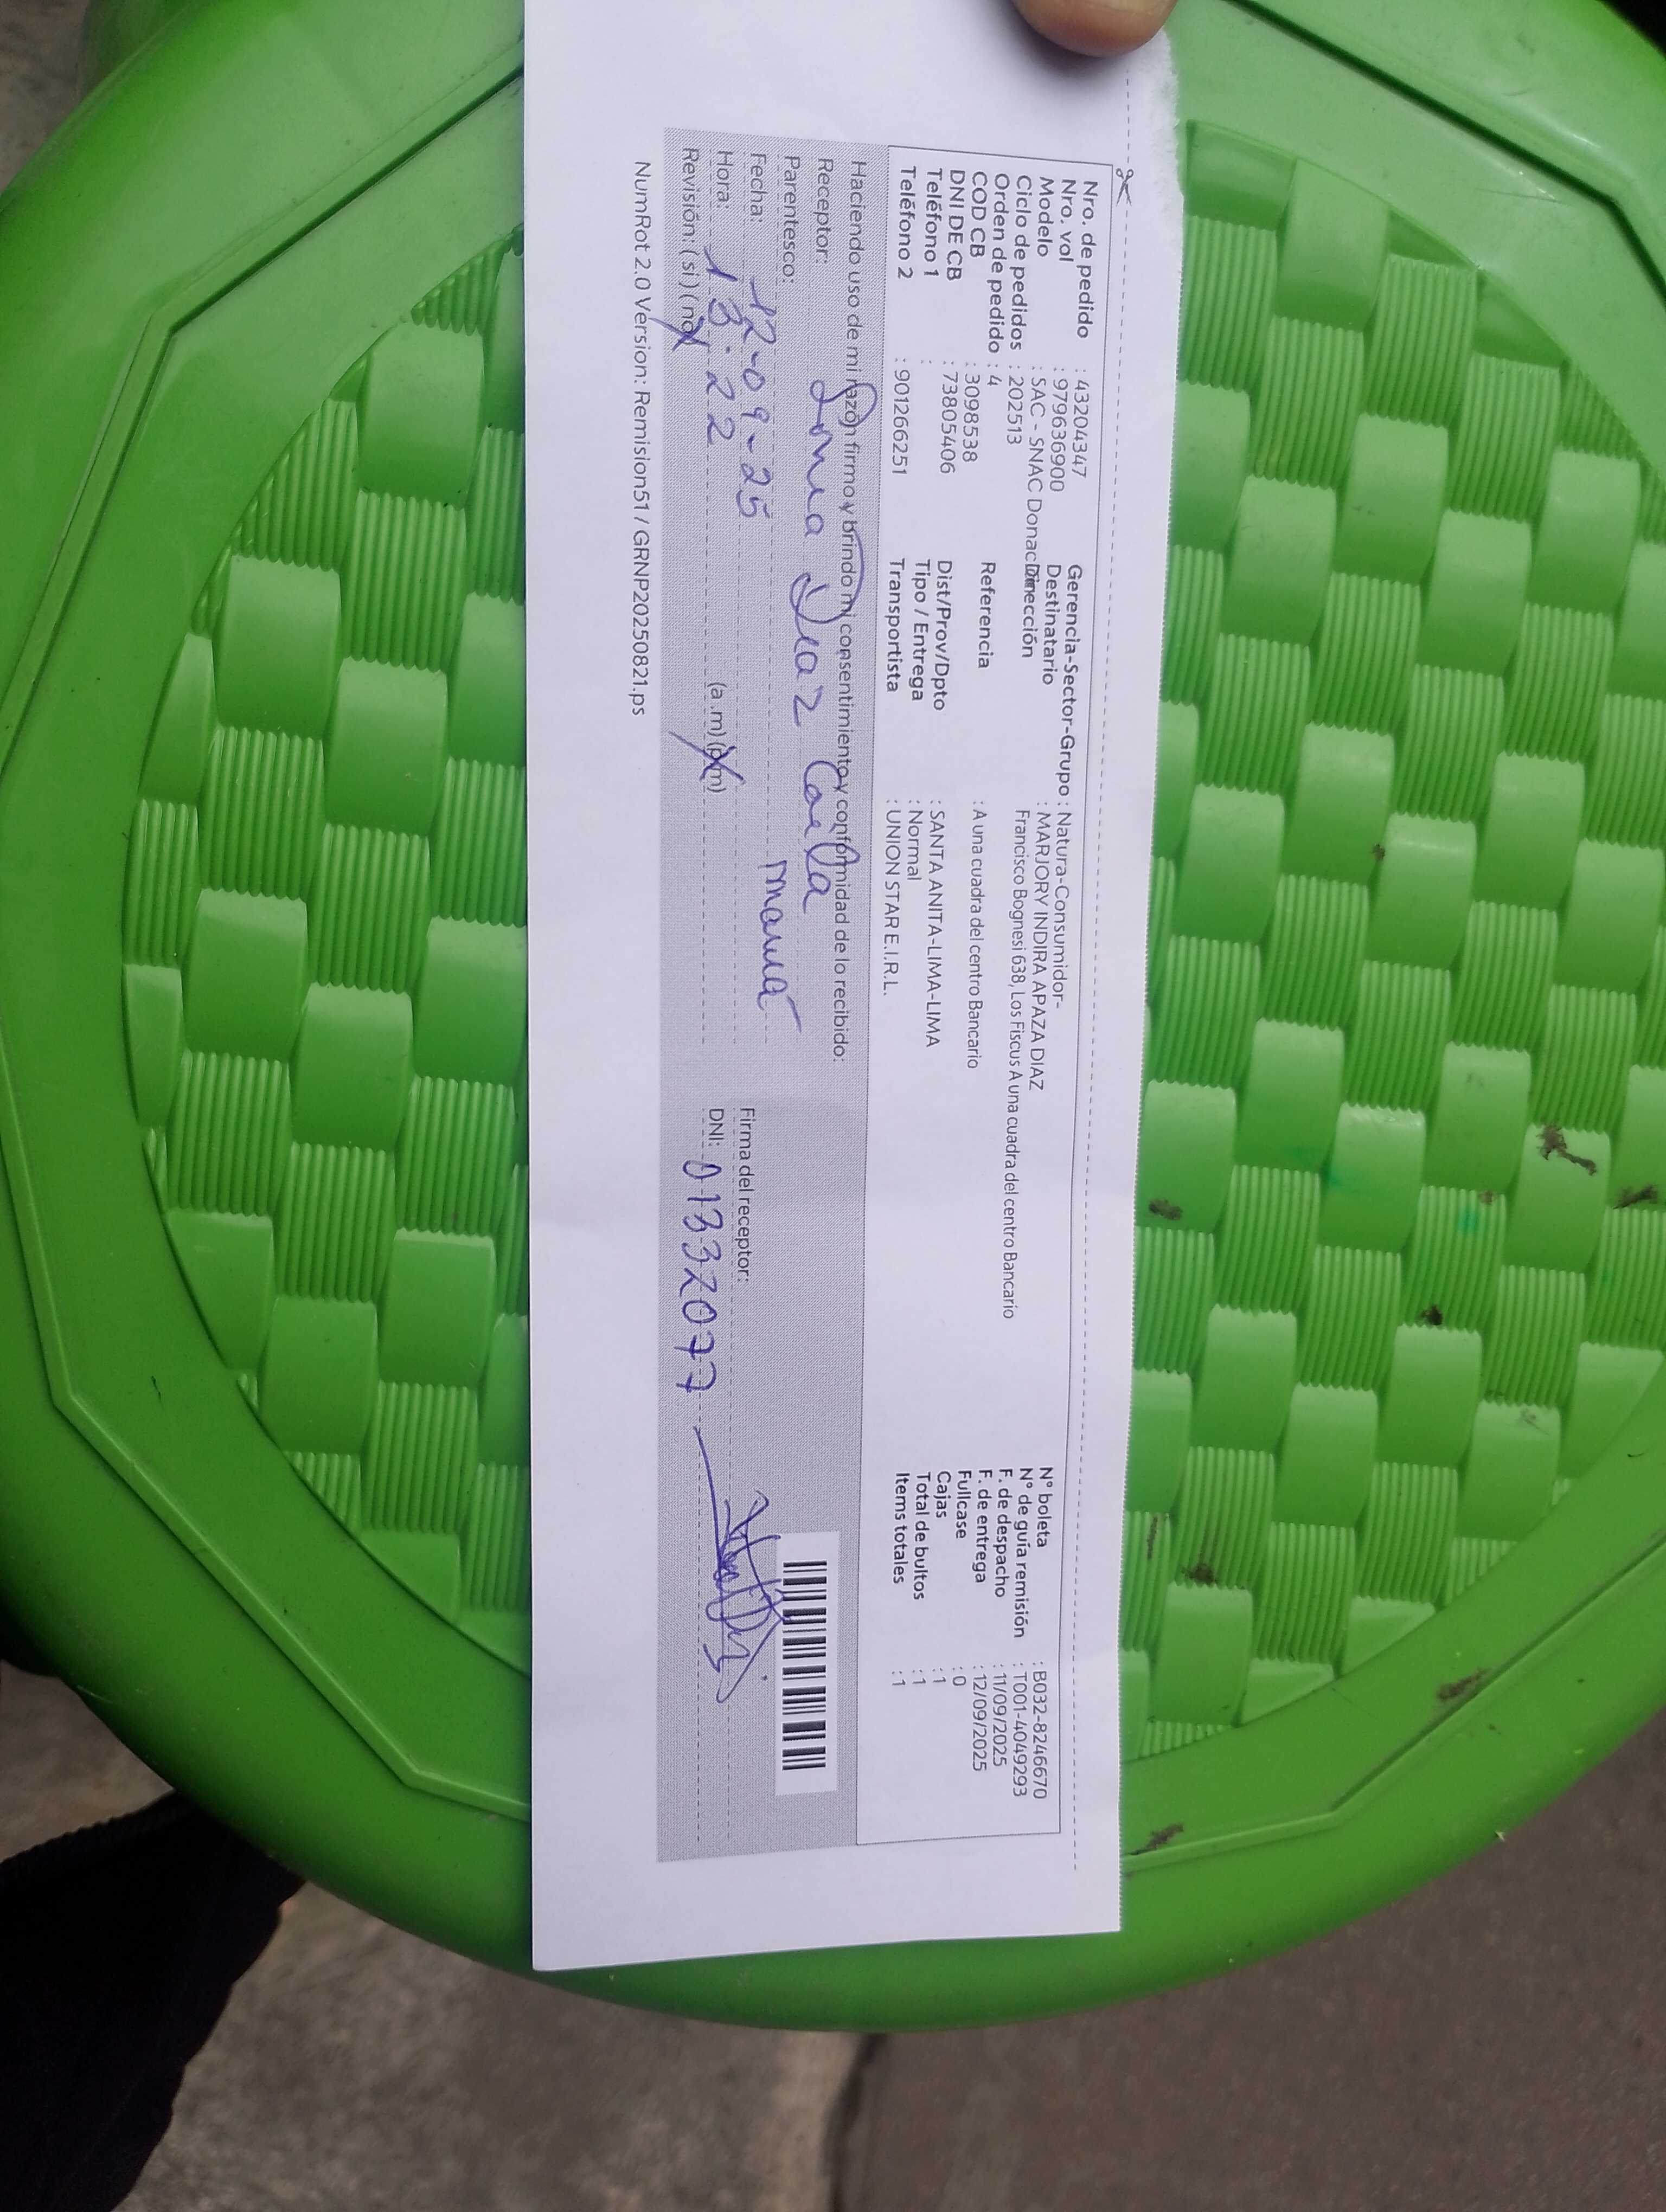 Nro. de pedido : 43204347
Nro. vol : 979636900
Modelo : SAC - SNAC Donac
Ciclo de pedidos : 202513
Orden de pedido : 4
COD CB : 3098538
DNI DE CB : 73805406
Teléfono 1 :
Teléfono 2 : 901266251
Gerencia-Sector-Grupo : Natura-Consumidor-
Destinatario : MARJORY INDIRA APAZA DIAZ
Dirección Francisco Bognesi 638, Los Fiscus A una cuadra del centro Bancario
Referencia : A una cuadra del centro Bancario
Dist/Prov/Dpto : SANTA ANITA-LIMA-LIMA
Tipo / Entrega : Normal
Transportista : UNION STAR E.I.R.L.
N° boleta : B032-8246670
N° de guía remisión : T001-4049293
F. de despacho : 11/09/2025
F. de entrega : 12/09/2025
Fullcase : 0
Cajas : 1
Total de bultos : 1
Items totales : 1
Haciendo uso de mi razón firmo y brindo mi consentimiento y conformidad de lo recibido:
Receptor: Diaz
Parentesco: mamá
Fecha: 12-09-25
Hora: 13:22 (a.m) (p.m)
Revisión: (si) (no)
Firma del receptor:
DNI: 01332077
NumRot 2.0 Version: Remision51 / GRNP20250821.ps